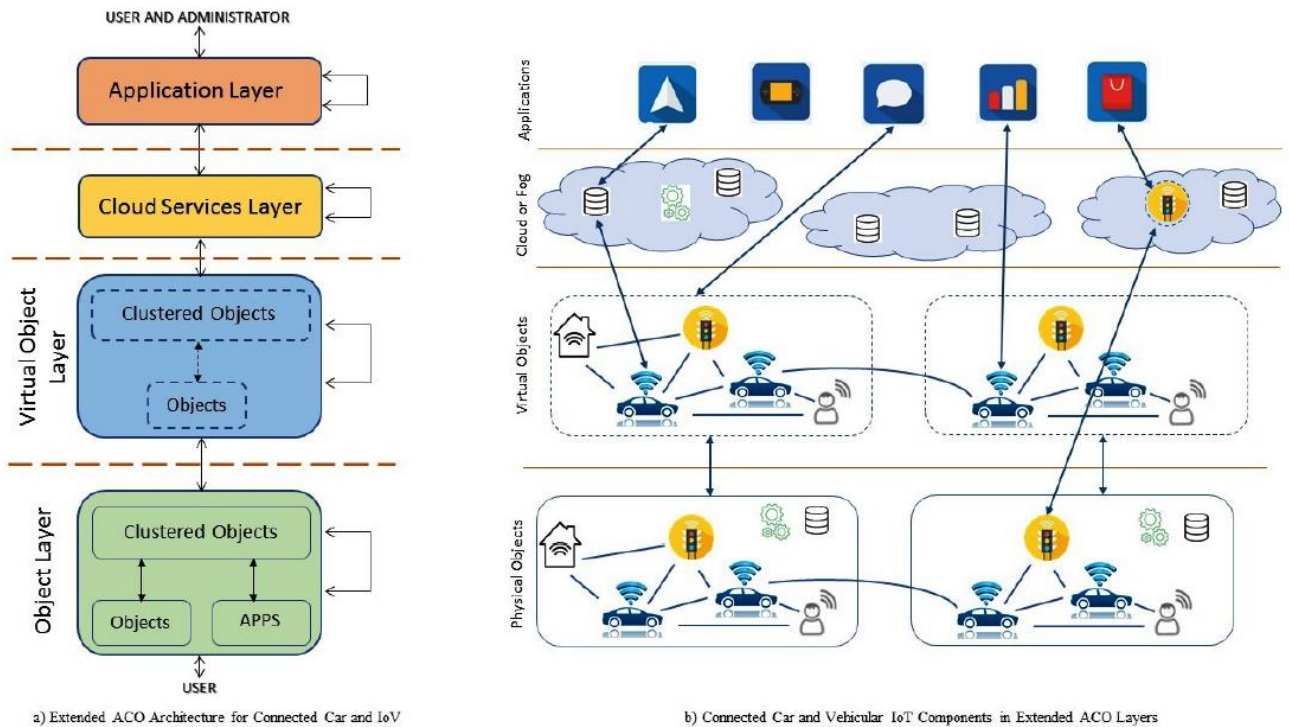 USER AND ADMINISTRATOR
Application Layer
Cloud Services Layer
Virtual Object
Layer
Clustered Objects
Objects
Object Layer
Clustered Objects
Objects
APPS
USER
a) Extended ACO Architecture for Connected Car and IoV
Applications
Cloud or Fog
Virtual Objects
Physical Objects
b) Connected Car and Vehicular IoT Components in Extended ACO Layers